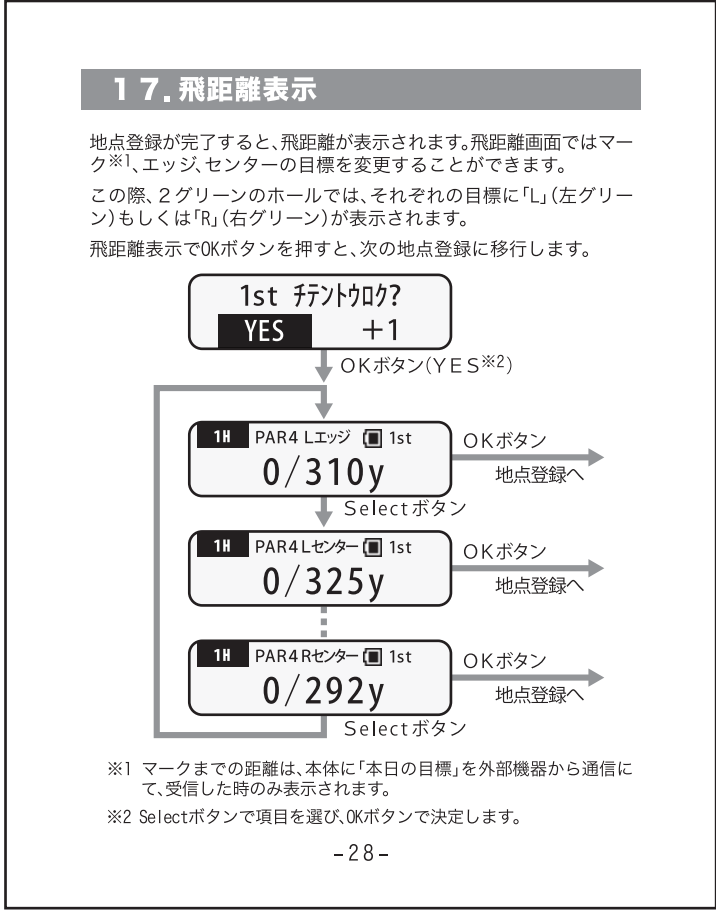 １７．飛距離表示
地点登録が完了すると、飛距離が表示されます。飛距離画面ではマー
ク※1、エッジ、センターの目標を変更することができます。
この際、２グリーンのホールでは、それぞれの目標に「L」（左グリー
ン）もしくは「R」（右グリーン）が表示されます。
飛距離表示でOKボタンを押すと、次の地点登録に移行します。
1st ﾁﾃﾝﾄｳﾛｸ?
YES +1
OKボタン(YES※2)
1H PAR4 Lエッジ 1st
0/310y
OKボタン
地点登録へ
Selectボタン
1H PAR4 Lセンター 1st
0/325y
OKボタン
地点登録へ
1H PAR4 Rセンター 1st
0/292y
OKボタン
地点登録へ
Selectボタン
※1 マークまでの距離は、本体に「本日の目標」を外部機器から通信に
て、受信した時のみ表示されます。
※2 Selectボタンで項目を選び、OKボタンで決定します。
−28−